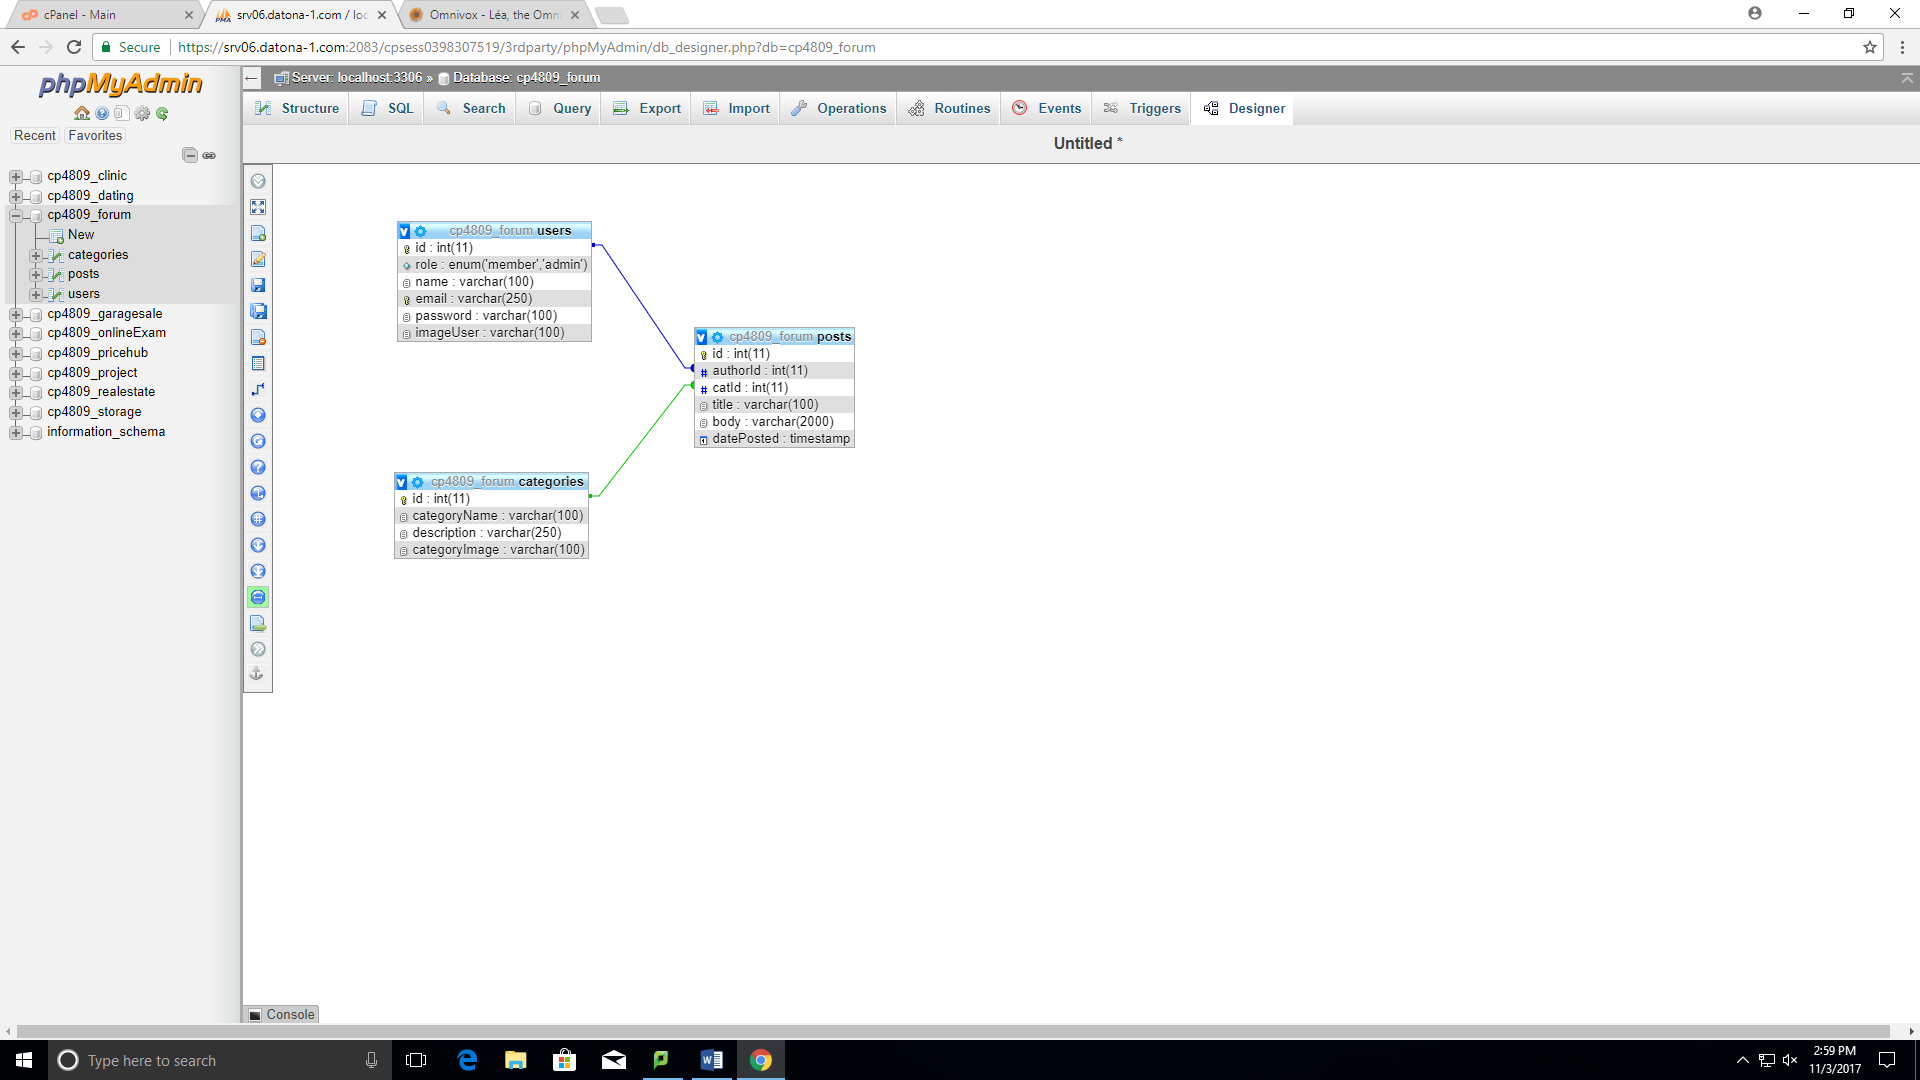 cPanel - Main
srv06.datona-1.com / loc
Omnivox - Léa, the Omni
Secure
https://srv06.datona-1.com:2083/cpsess0398307519/3rdparty/phpMyAdmin/db_designer.php?db=cp4809_forum
phpMyAdmin
Recent Favorites
cp4809_clinic
cp4809_dating
cp4809_forum
New
categories
posts
users
cp4809_garagesale
cp4809_onlineExam
cp4809_pricehub
cp4809_project
cp4809_realestate
cp4809_storage
information_schema
Server: localhost:3306 » Database: cp4809_forum
Structure SQL Search Query Export Import Operations Routines Events Triggers Designer
Untitled *
cp4809_forum users
id : int(11)
role : enum('member','admin')
name : varchar(100)
email : varchar(250)
password : varchar(100)
imageUser : varchar(100)
cp4809_forum posts
id : int(11)
authorId : int(11)
catId : int(11)
title : varchar(100)
body : varchar(2000)
datePosted : timestamp
cp4809_forum categories
id : int(11)
categoryName : varchar(100)
description : varchar(250)
categoryImage : varchar(100)
Console
Type here to search
2:59 PM
11/3/2017